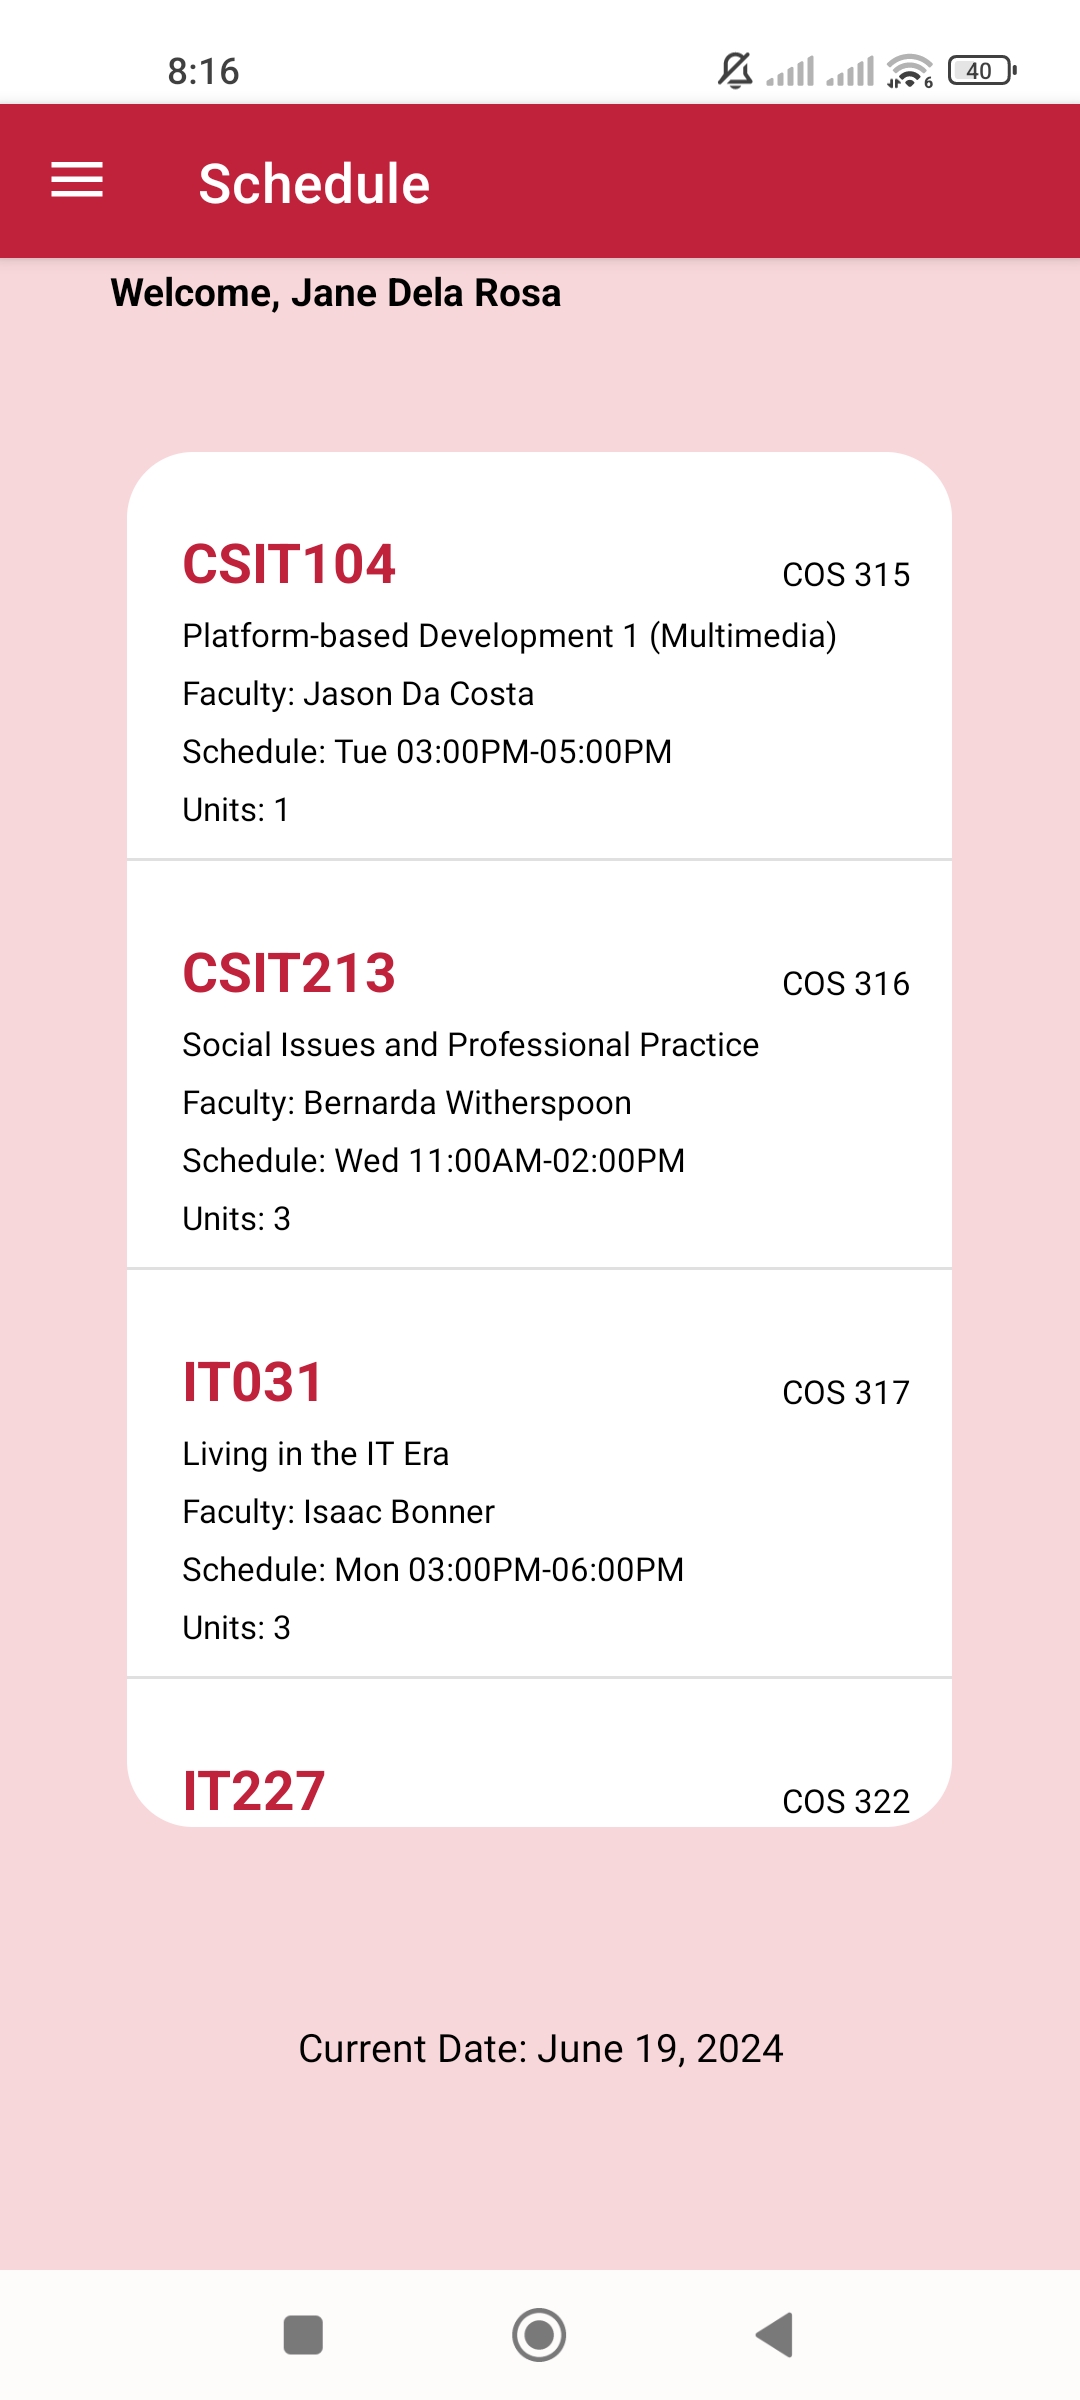 8:16
6
40
Schedule
Welcome, Jane Dela Rosa
CSIT104
COS 315
Platform-based Development 1 (Multimedia)
Faculty: Jason Da Costa
Schedule: Tue 03:00PM-05:00PM
Units: 1
CSIT213
COS 316
Social Issues and Professional Practice
Faculty: Bernarda Witherspoon
Schedule: Wed 11:00AM-02:00PM
Units: 3
IT031
COS 317
Living in the IT Era
Faculty: Isaac Bonner
Schedule: Mon 03:00PM-06:00PM
Units: 3
IT227
COS 322
Current Date: June 19, 2024